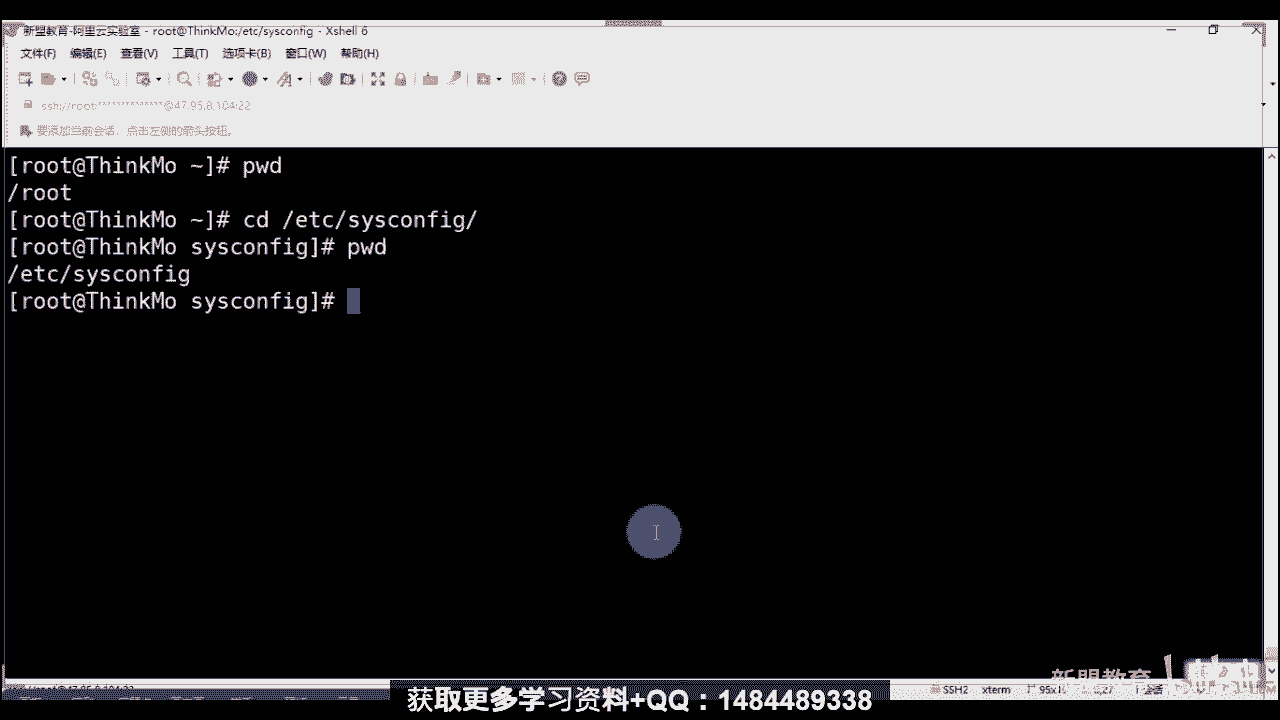 新盟教育-阿里云实验室 - root@ThinkMo:/etc/sysconfig - Xshell 6
文件(F) 编辑(E) 查看(V) 工具(T) 选项卡(B) 窗口(W) 帮助(H)
ssh://root:**************@47.95.8.104:22
要添加当前会话，点击左侧的箭头按钮。
[root@ThinkMo ~]# pwd
/root
[root@ThinkMo ~]# cd /etc/sysconfig/
[root@ThinkMo sysconfig]# pwd
/etc/sysconfig
[root@ThinkMo sysconfig]#
新盟教育
SSH2 xterm
获取更多学习资料+QQ：1484489338